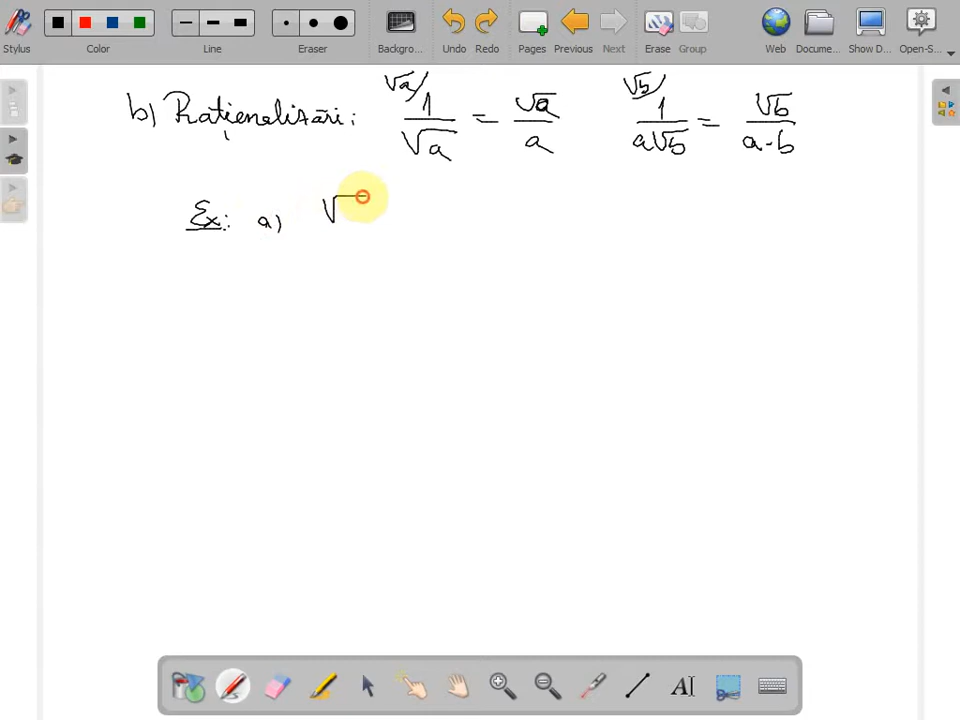 Stylus Color Line Eraser Backgro... Undo Redo Pages Previous Next Erase Group Web Docume... Show D... Open-S...
b) Raționalizări: √a/ 1/√a = √a/a √b/ 1/a√b = √b/a·b
Ex: a) √